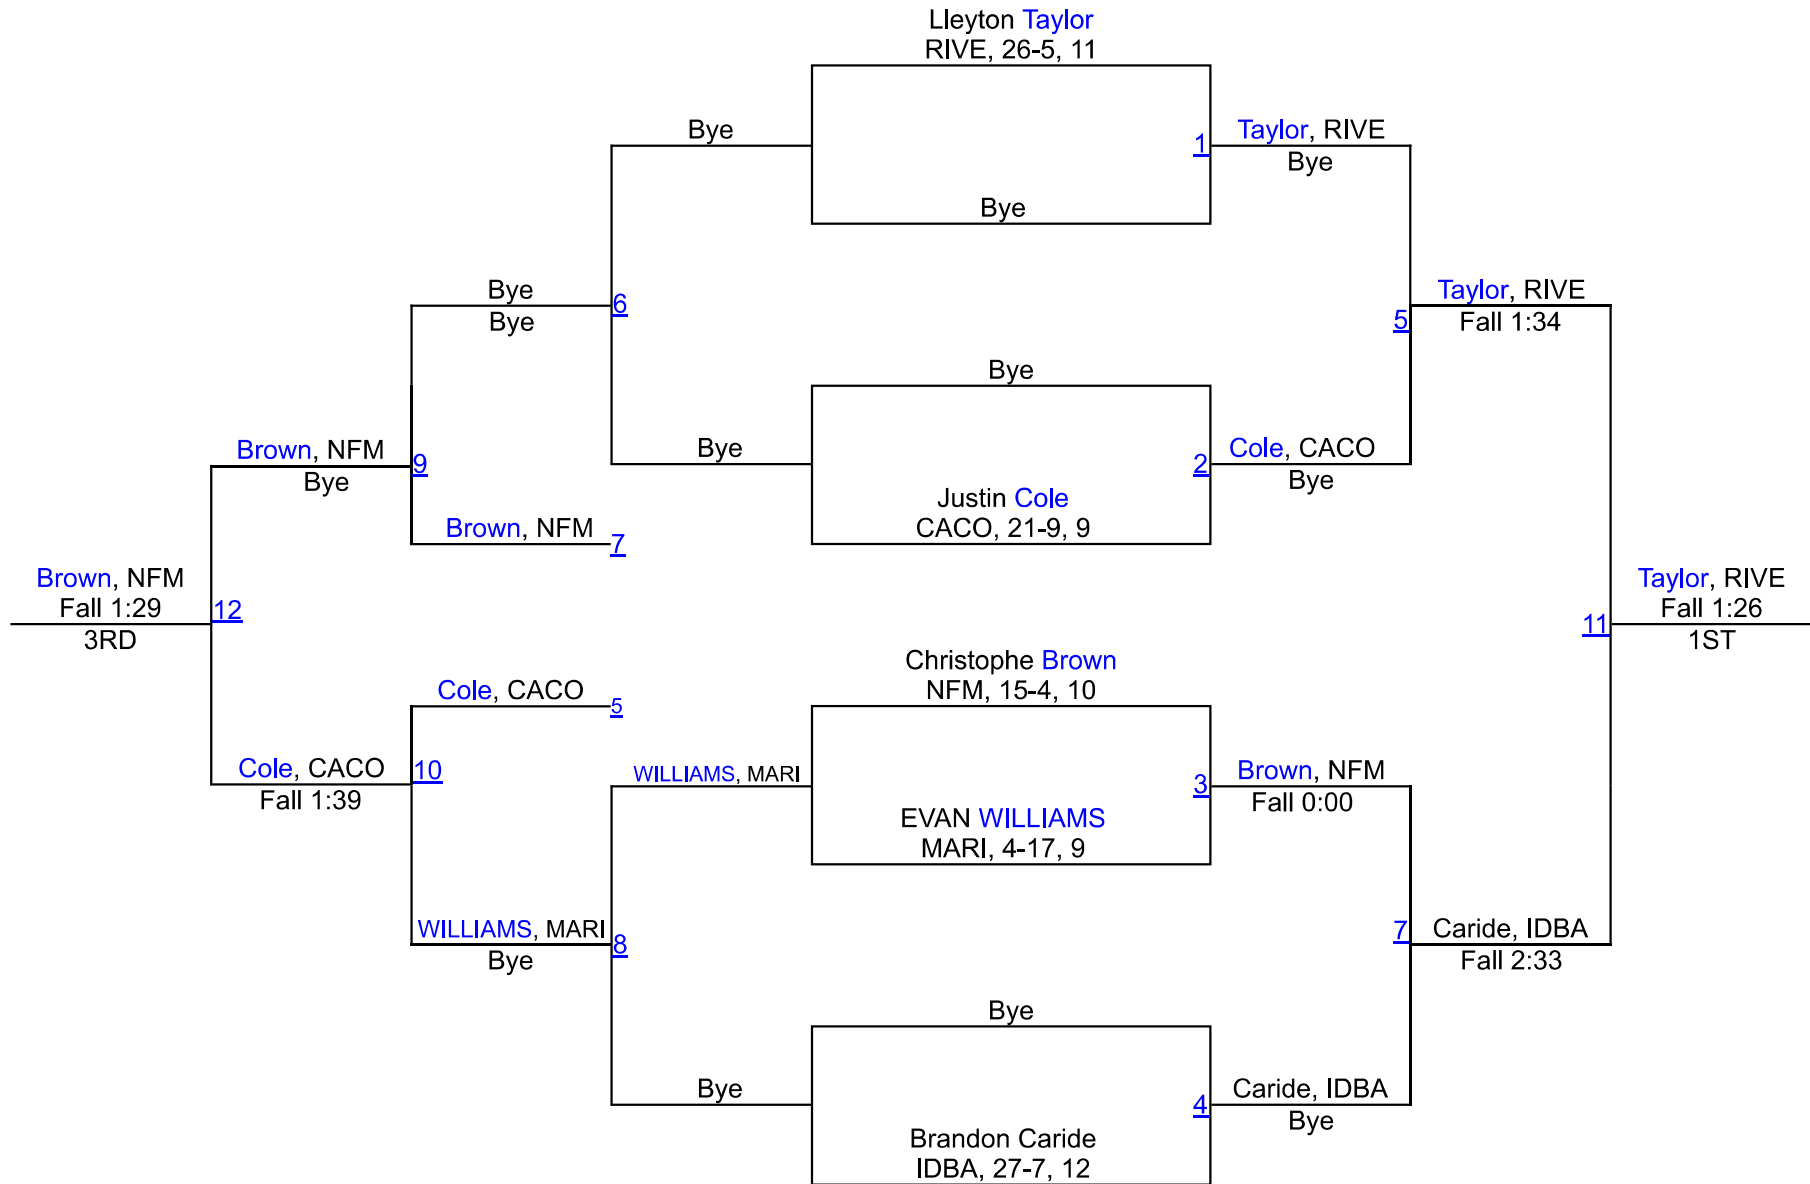 Lleyton Taylor
RIVE, 26-5, 11
Bye
1
Taylor, RIVE
Bye
Bye
Bye
Bye
6
Taylor, RIVE
Fall 1:34
5
Bye
Brown, NFM
Bye
9
Bye
2
Cole, CACO
Bye
Justin Cole
CACO, 21-9, 9
Brown, NFM
7
Brown, NFM
Fall 1:29
3RD
12
Taylor, RIVE
Fall 1:26
1ST
11
Christophe Brown
NFM, 15-4, 10
Cole, CACO
5
Cole, CACO
Fall 1:39
10
WILLIAMS, MARI
3
Brown, NFM
Fall 0:00
EVAN WILLIAMS
MARI, 4-17, 9
WILLIAMS, MARI
Bye
8
7
Caride, IDBA
Fall 2:33
Bye
Bye
4
Caride, IDBA
Bye
Brandon Caride
IDBA, 27-7, 12